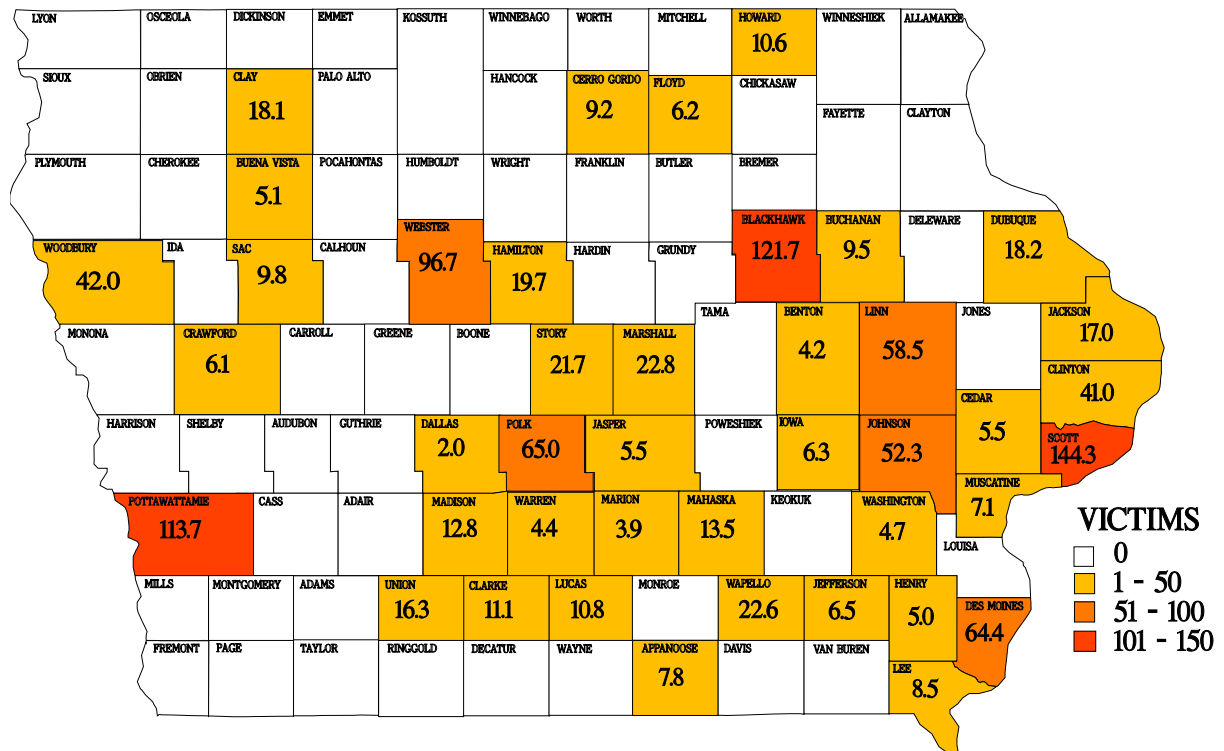 LYON
OSCEOLA
DICKINSON
EMMET
KOSSUTH
WINNEBAGO
WORTH
MITCHELL
HOWARD
10.6
WINNESHIEK
ALLAMAKEE
SIOUX
OBRIEN
CLAY
18.1
PALO ALTO
HANCOCK
CERRO GORDO
9.2
FLOYD
6.2
CHICKASAW
FAYETTE
CLAYTON
PLYMOUTH
CHEROKEE
BUENA VISTA
5.1
POCAHONTAS
HUMBOLDT
WRIGHT
FRANKLIN
BUTLER
BREMER
WOODBURY
42.0
IDA
SAC
9.8
CALHOUN
WEBSTER
96.7
HAMILTON
19.7
HARDIN
GRUNDY
BLACKHAWK
121.7
BUCHANAN
9.5
DELEWARE
DUBUQUE
18.2
MONONA
CRAWFORD
6.1
CARROLL
GREENE
BOONE
STORY
21.7
MARSHALL
22.8
TAMA
BENTON
4.2
LINN
58.5
JONES
JACKSON
17.0
CLINTON
41.0
HARRISON
SHELBY
AUDUBON
GUTHRIE
DALLAS
2.0
POLK
65.0
JASPER
5.5
POWESHIEK
IOWA
6.3
JOHNSON
52.3
CEDAR
5.5
SCOTT
144.3
MUSCATINE
7.1
POTTAWATTAMIE
113.7
CASS
ADAIR
MADISON
12.8
WARREN
4.4
MARION
3.9
MAHASKA
13.5
KEOKUK
WASHINGTON
4.7
LOUISA
MILLS
MONTGOMERY
ADAMS
UNION
16.3
CLARKE
11.1
LUCAS
10.8
MONROE
WAPELLO
22.6
JEFFERSON
6.5
HENRY
5.0
DES MOINES
64.4
FREMONT
PAGE
TAYLOR
RINGGOLD
DECATUR
WAYNE
APPANOOSE
7.8
DAVIS
VAN BUREN
LEE
8.5
VICTIMS
0
1 - 50
51 - 100
101 - 150